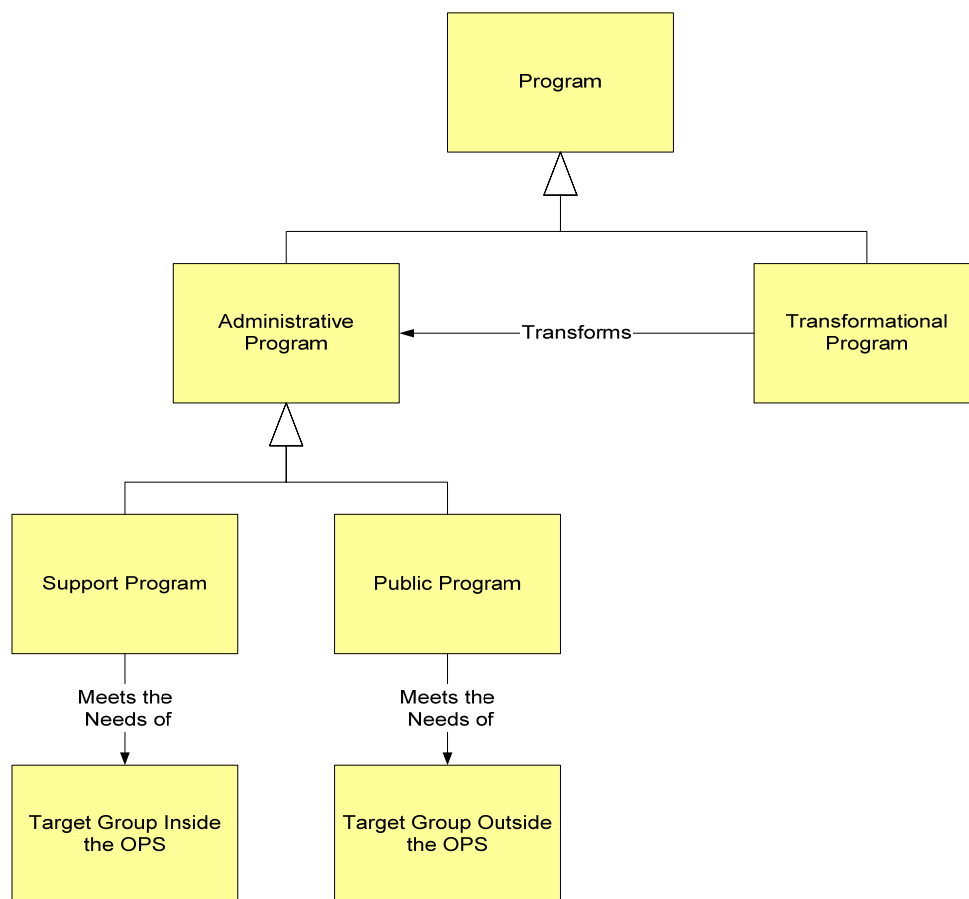 Program
Administrative
Program
Transforms
Transformational
Program
Support Program
Public Program
Meets the
Needs of
Meets the
Needs of
Target Group Inside
the OPS
Target Group Outside
the OPS